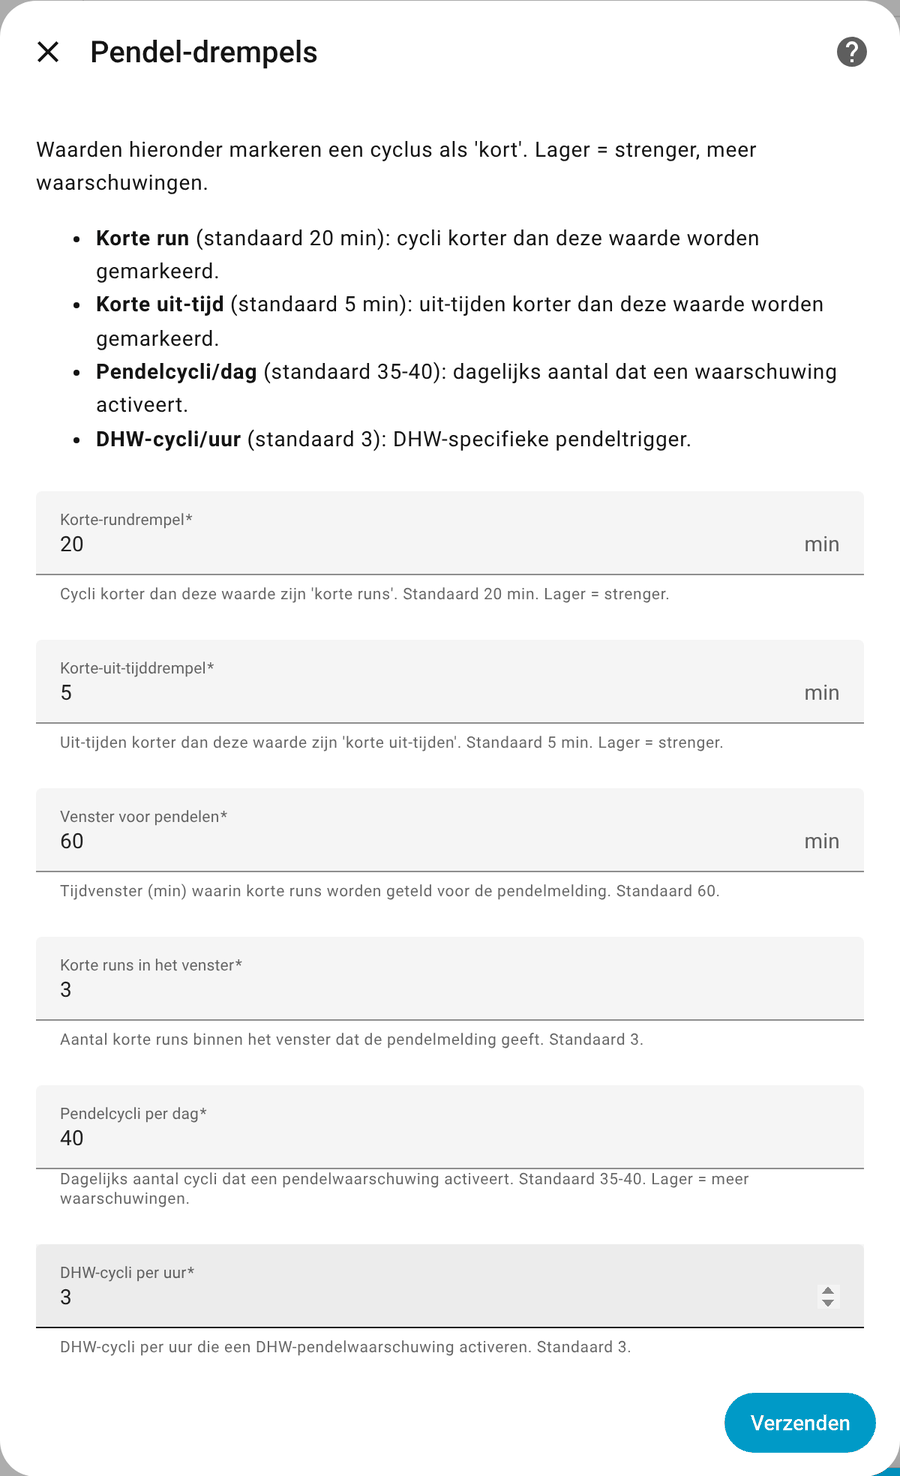 Pendel-drempels
Waarden hieronder markeren een cyclus als 'kort'. Lager = strenger, meer
waarschuwingen.
• Korte run (standaard 20 min): cycli korter dan deze waarde worden
gemarkeerd.
• Korte uit-tijd (standaard 5 min): uit-tijden korter dan deze waarde worden
gemarkeerd.
• Pendelcycli/dag (standaard 35-40): dagelijks aantal dat een waarschuwing
activeert.
• DHW-cycli/uur (standaard 3): DHW-specifieke pendeltrigger.
Korte-rundrempel*
20 min
Cycli korter dan deze waarde zijn 'korte runs'. Standaard 20 min. Lager = strenger.
Korte-uit-tijddrempel*
5 min
Uit-tijden korter dan deze waarde zijn 'korte uit-tijden'. Standaard 5 min. Lager = strenger.
Venster voor pendelen*
60 min
Tijdvenster (min) waarin korte runs worden geteld voor de pendelmelding. Standaard 60.
Korte runs in het venster*
3
Aantal korte runs binnen het venster dat de pendelmelding geeft. Standaard 3.
Pendelcycli per dag*
40
Dagelijks aantal cycli dat een pendelwaarschuwing activeert. Standaard 35-40. Lager = meer
waarschuwingen.
DHW-cycli per uur*
3
DHW-cycli per uur die een DHW-pendelwaarschuwing activeren. Standaard 3.
Verzenden